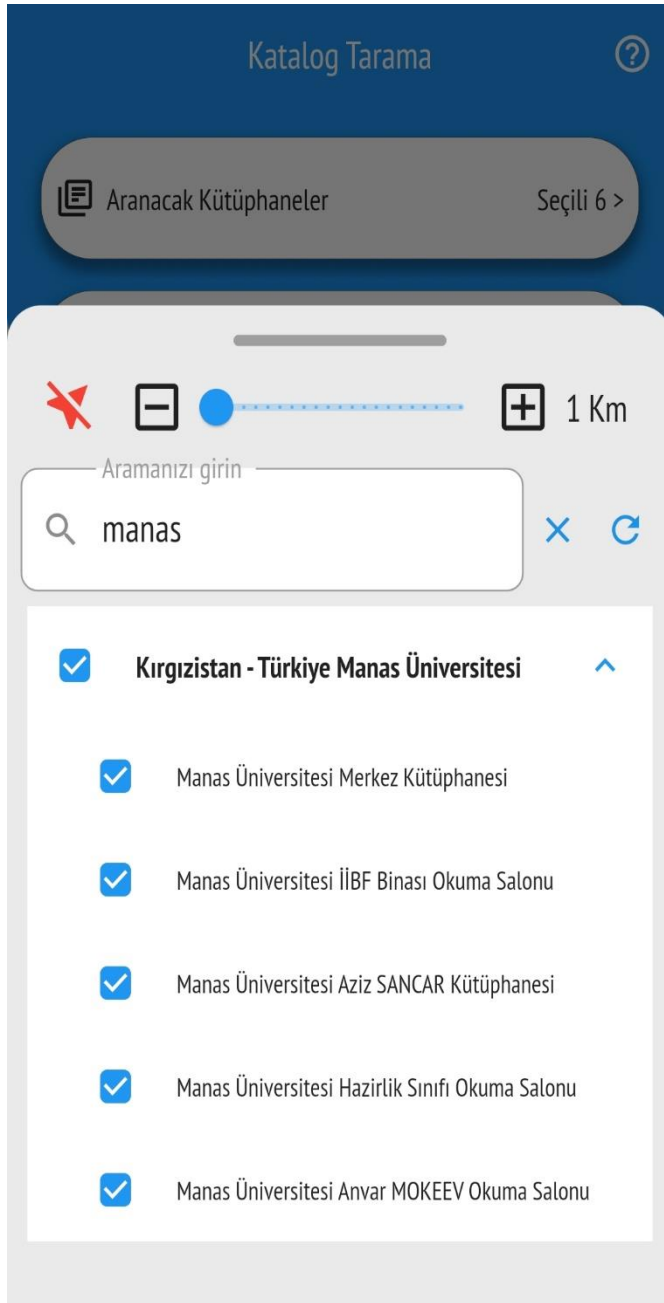 Katalog Tarama
Aranacak Kütüphaneler Seçili 6 >
1 Km
Aramanızı girin
manas
Kırgızistan - Türkiye Manas Üniversitesi
Manas Üniversitesi Merkez Kütüphanesi
Manas Üniversitesi İİBF Binası Okuma Salonu
Manas Üniversitesi Aziz SANCAR Kütüphanesi
Manas Üniversitesi Hazirlik Sınıfı Okuma Salonu
Manas Üniversitesi Anvar MOKEEV Okuma Salonu